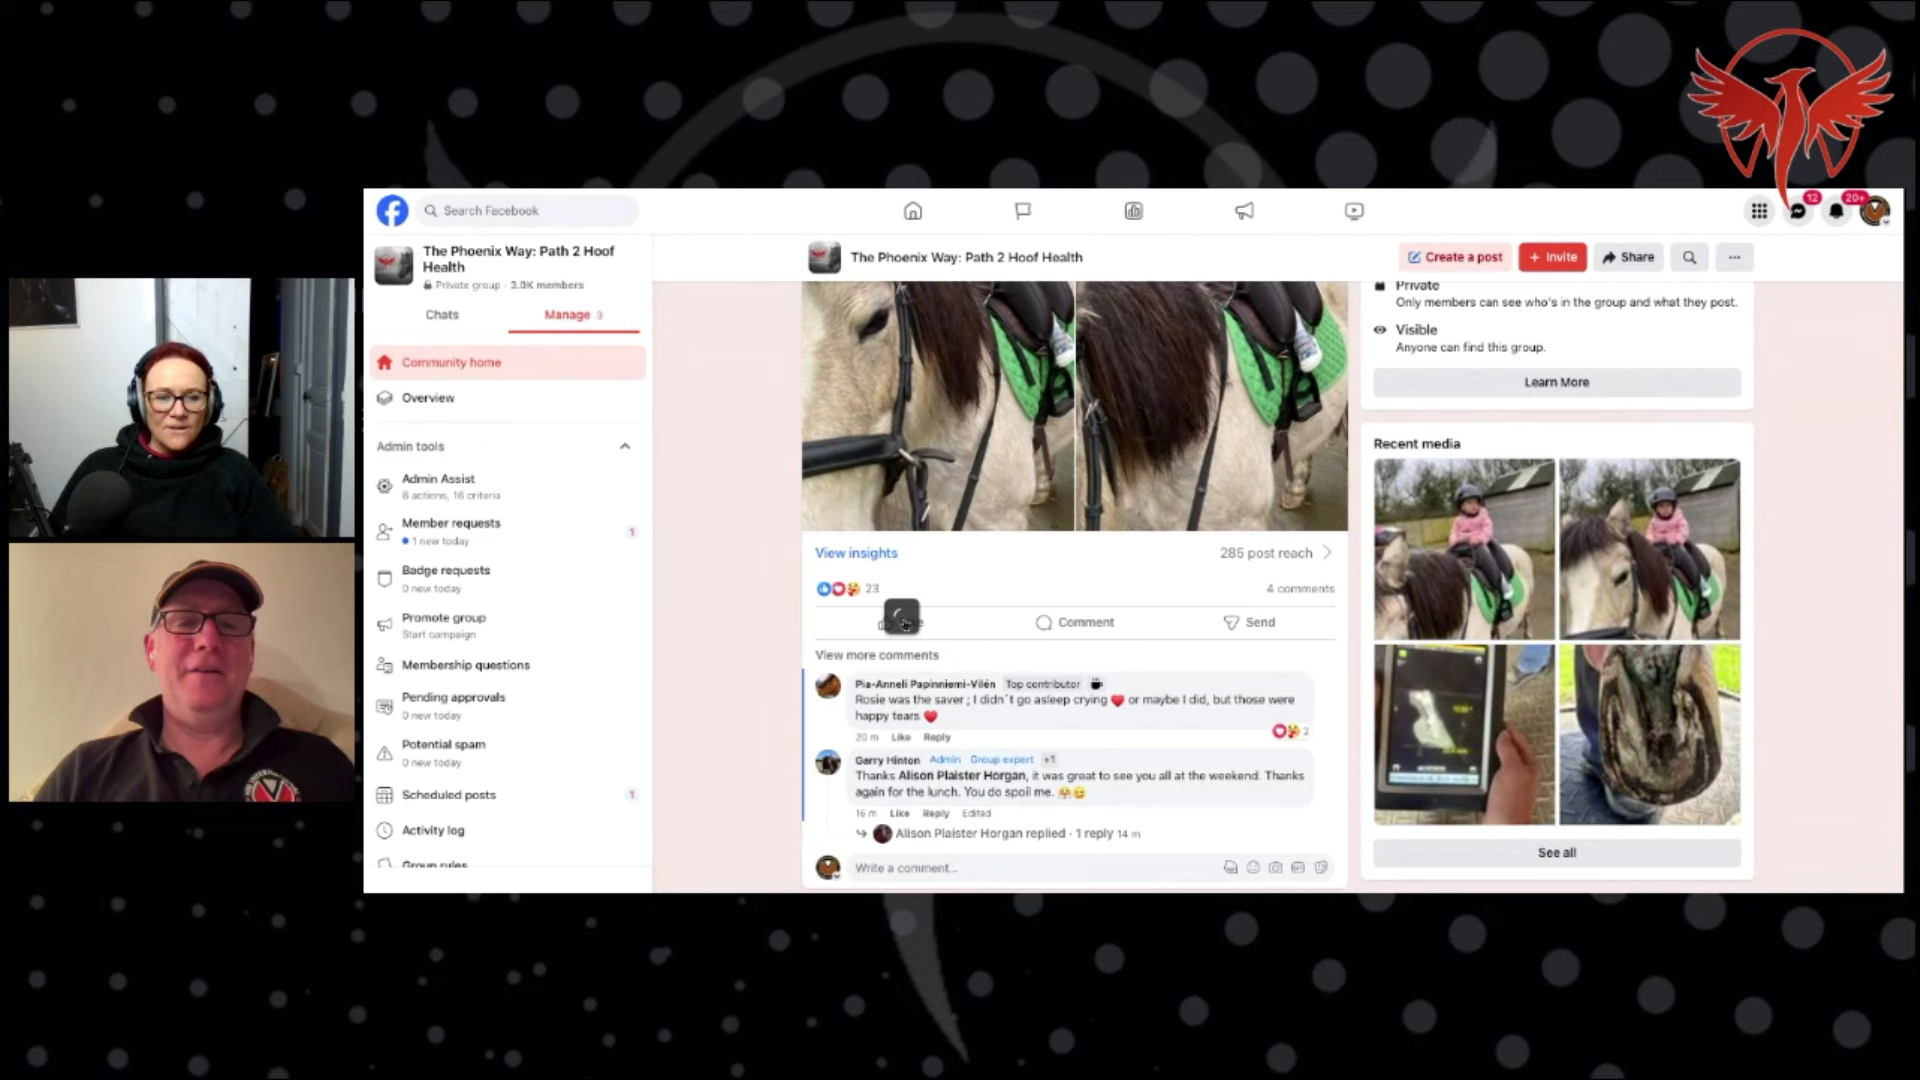 Search Facebook
12
20+
The Phoenix Way: Path 2 Hoof
Health
Private group · 3.0K members
Chats
Manage 3
Community home
Overview
Admin tools
Admin Assist
6 actions, 16 criteria
Member requests
1 new today
1
Badge requests
0 new today
Promote group
Start campaign
Membership questions
Pending approvals
0 new today
Potential spam
0 new today
Scheduled posts
1
Activity log
Group rules
The Phoenix Way: Path 2 Hoof Health
Create a post
+ Invite
Share
View insights
285 post reach
23
4 comments
Comment
Send
View more comments
Pia-Anneli Papinniemi-Vilén Top contributor
Rosie was the saver ; I didn´t go asleep crying ❤️ or maybe I did, but those were
happy tears ❤️
2
20 m Like Reply
Garry Hinton Admin Group expert +1
Thanks Alison Plaister Horgan, it was great to see you all at the weekend. Thanks
again for the lunch. You do spoil me.
16 m Like Reply Edited
Alison Plaister Horgan replied · 1 reply 14 m
Write a comment...
Private
Only members can see who's in the group and what they post.
Visible
Anyone can find this group.
Learn More
Recent media
See all